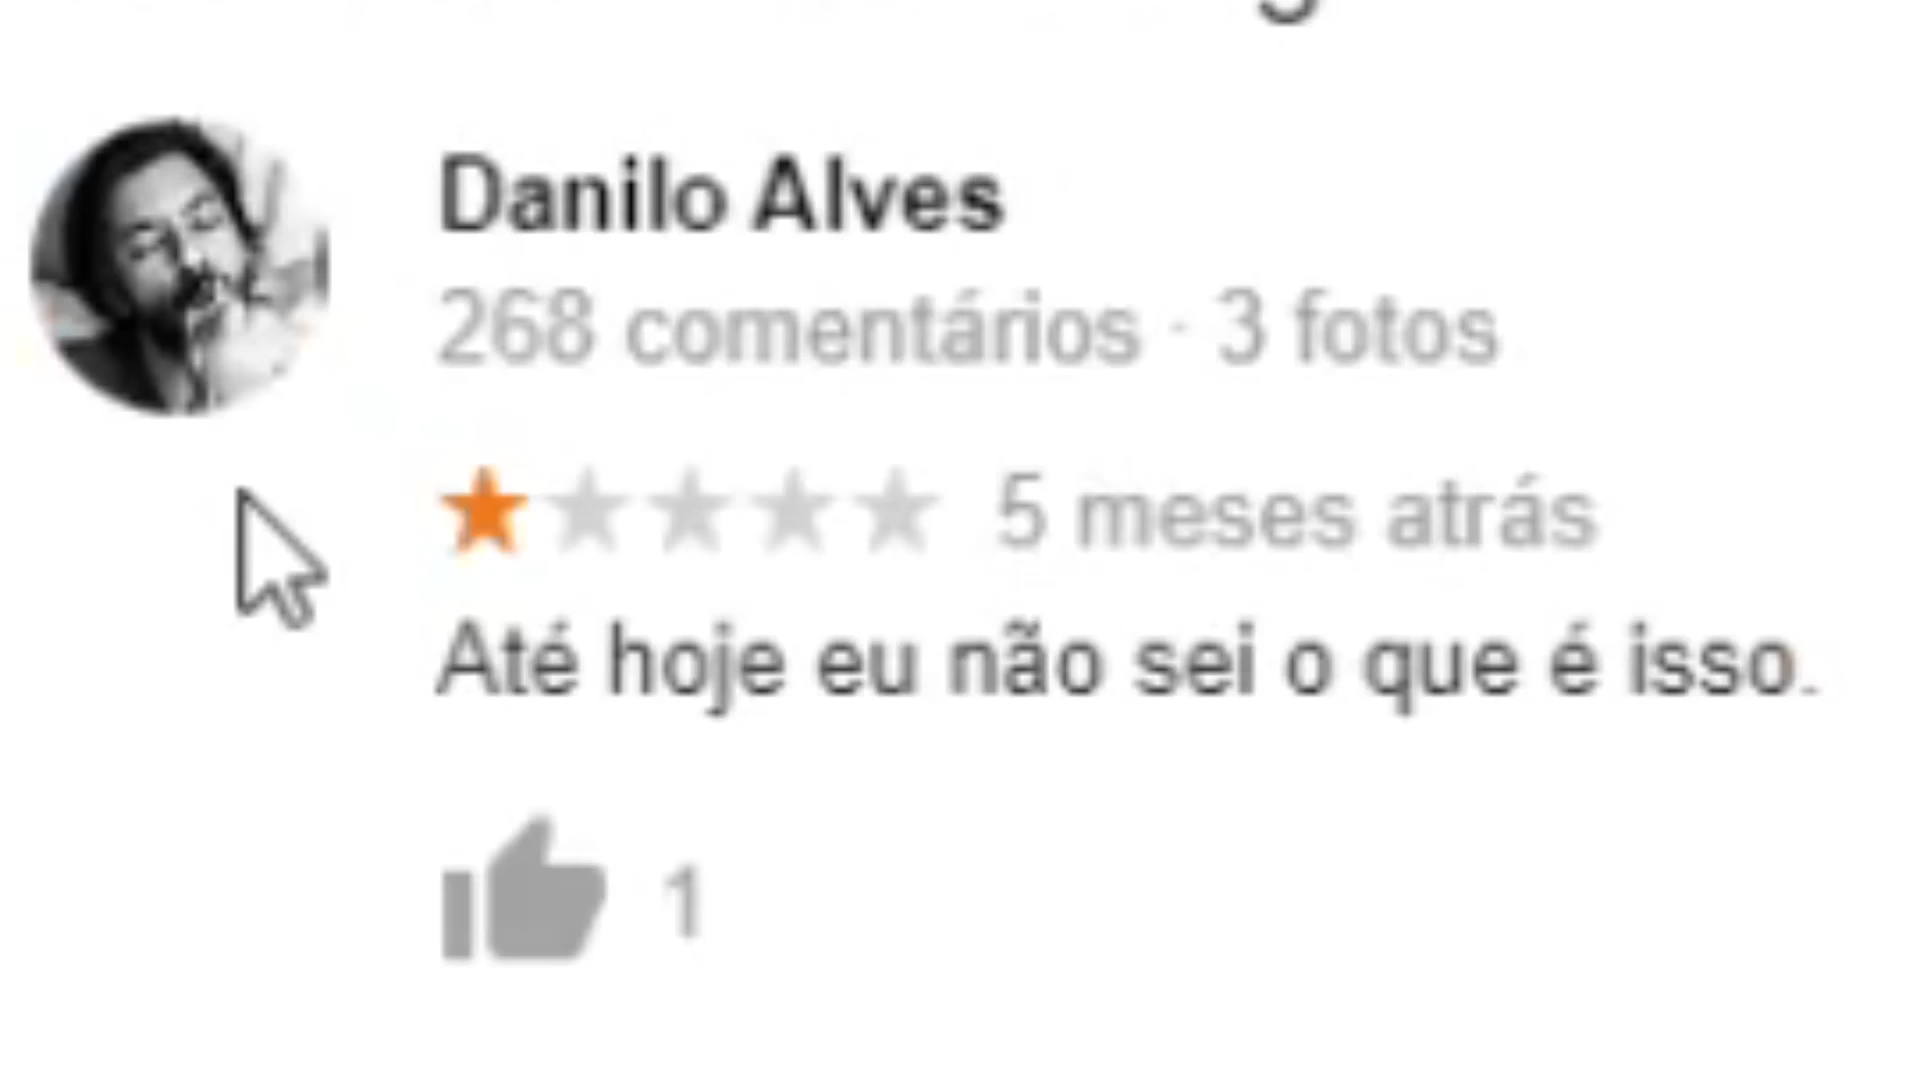 Danilo Alves
268 comentários · 3 fotos
5 meses atrás
Até hoje eu não sei o que é isso.
1